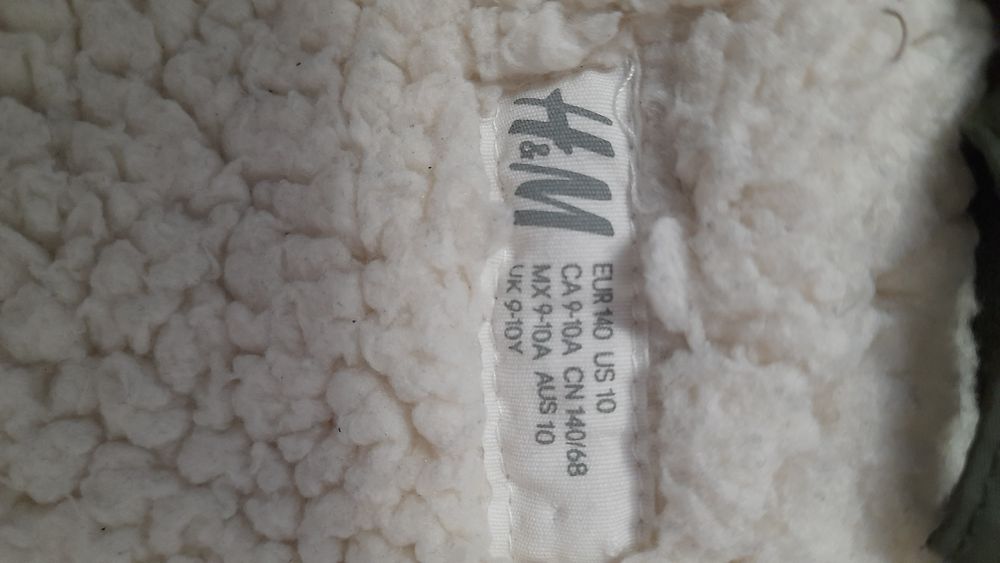 H&M
EUR 140 US 10
CA 9-10A CN 140/68
MX 9-10A AUS 10
UK 9-10Y